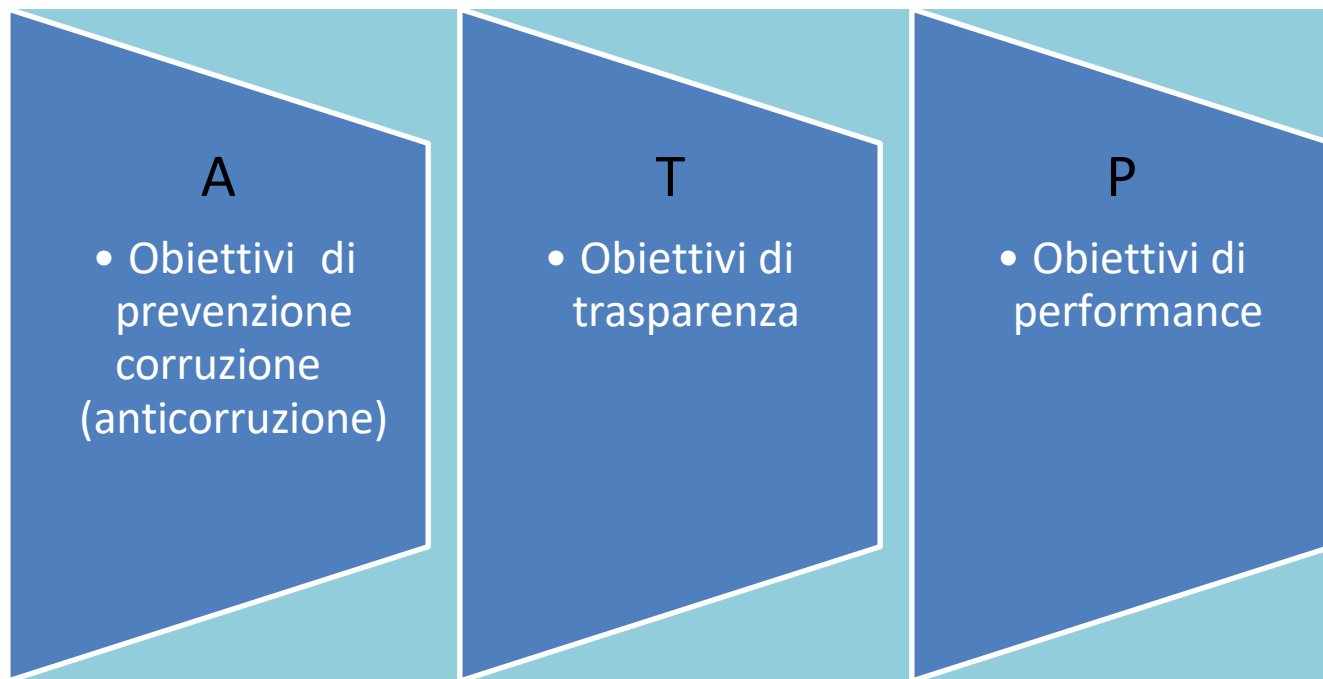 A
• Obiettivi di
prevenzione
corruzione
(anticorruzione)
T
• Obiettivi di
trasparenza
P
• Obiettivi di
performance